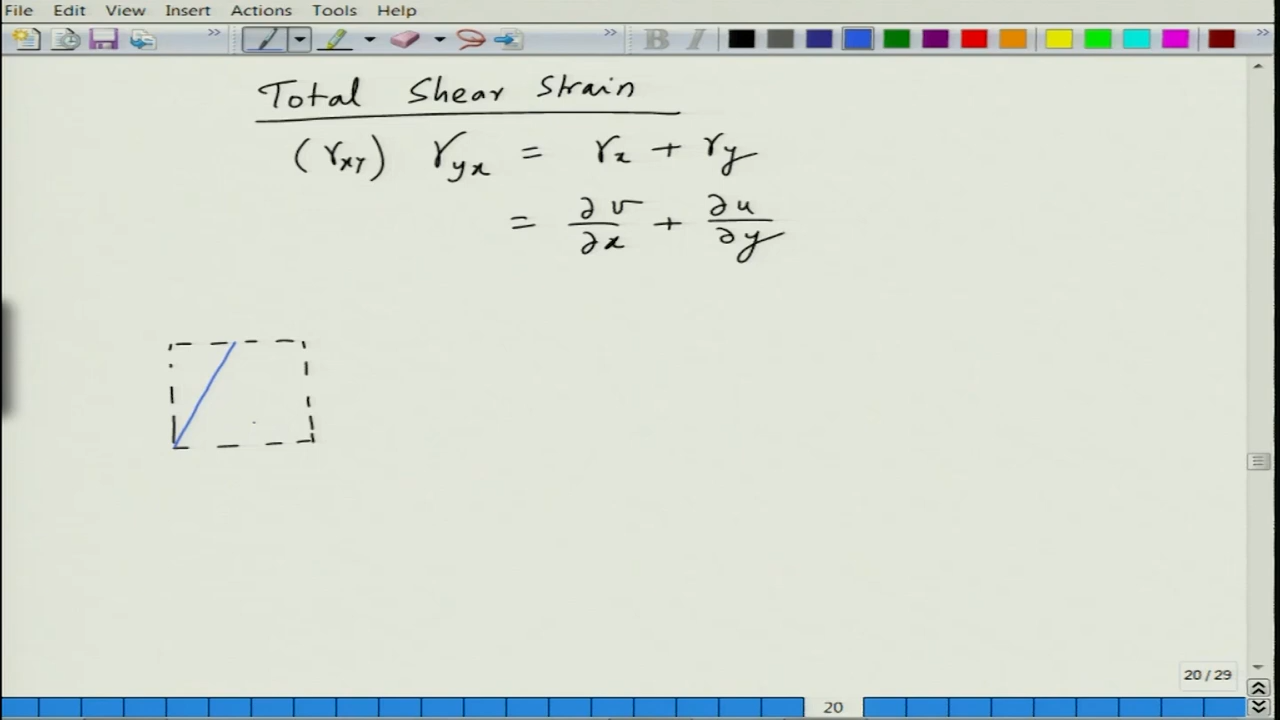 File Edit View Insert Actions Tools Help
B I
Total Shear Strain
(γxy) γyx = γx + γy
= ∂v/∂x + ∂u/∂y
20 / 29
20